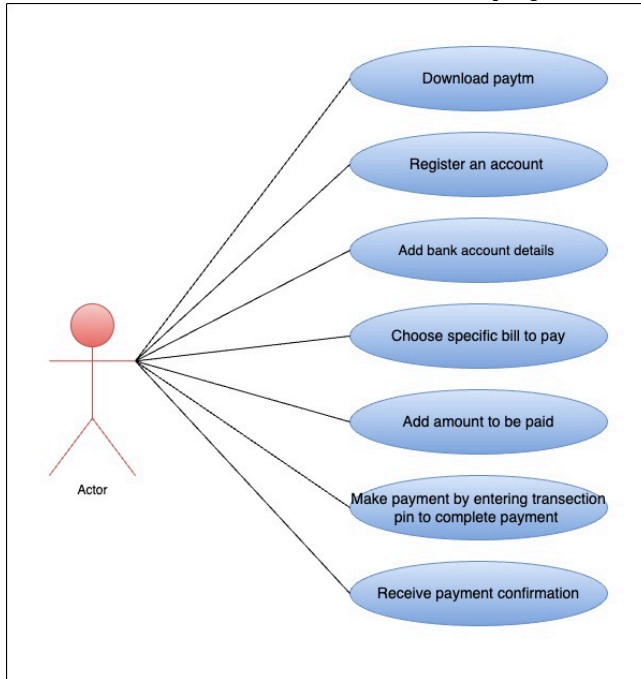 Download paytm
Register an account
Add bank account details
Choose specific bill to pay
Add amount to be paid
Make payment by entering transection
pin to complete payment
Receive payment confirmation
Actor